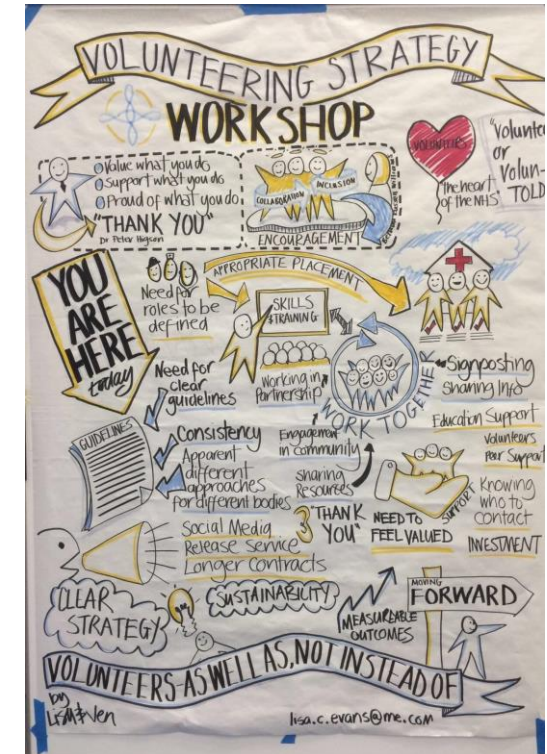 VOLUNTEERING STRATEGY
WORKSHOP
Value what you do
Support what you do
Proud of what you do
"THANK YOU"
Dr Peter Higson
COLLABORATION
INCLUSION
ENCOURAGEMENT
VOLUNTEERS
the heart
of the NHS
"Volunte
or
Volun-
TOLD
YOU
ARE
HERE
today
Need for
roles to be
defined
APPROPRIATE PLACEMENT
SKILLS
& TRAINING
Need for
clear
guidelines
Working in
Partnership
WORK TOGETHER
Signposting
Sharing Info
GUIDELINES
Consistency
Apparent
different
approaches
for different bodies
Engagement
in community
Sharing
Resources
Education Support
Volunteers
Peer Support
SUPPORT
Knowing
who to
contact
INVESTMENT
Social Media
Release Service
Longer Contracts
"THANK
YOU"
NEED TO
FEEL VALUED
CLEAR
STRATEGY
SUSTAINABILITY
MEASURABLE
OUTCOMES
MOVING
FORWARD
VOLUNTEERS-AS WELL AS, NOT INSTEAD OF
by
lisa.c.evans@me.com